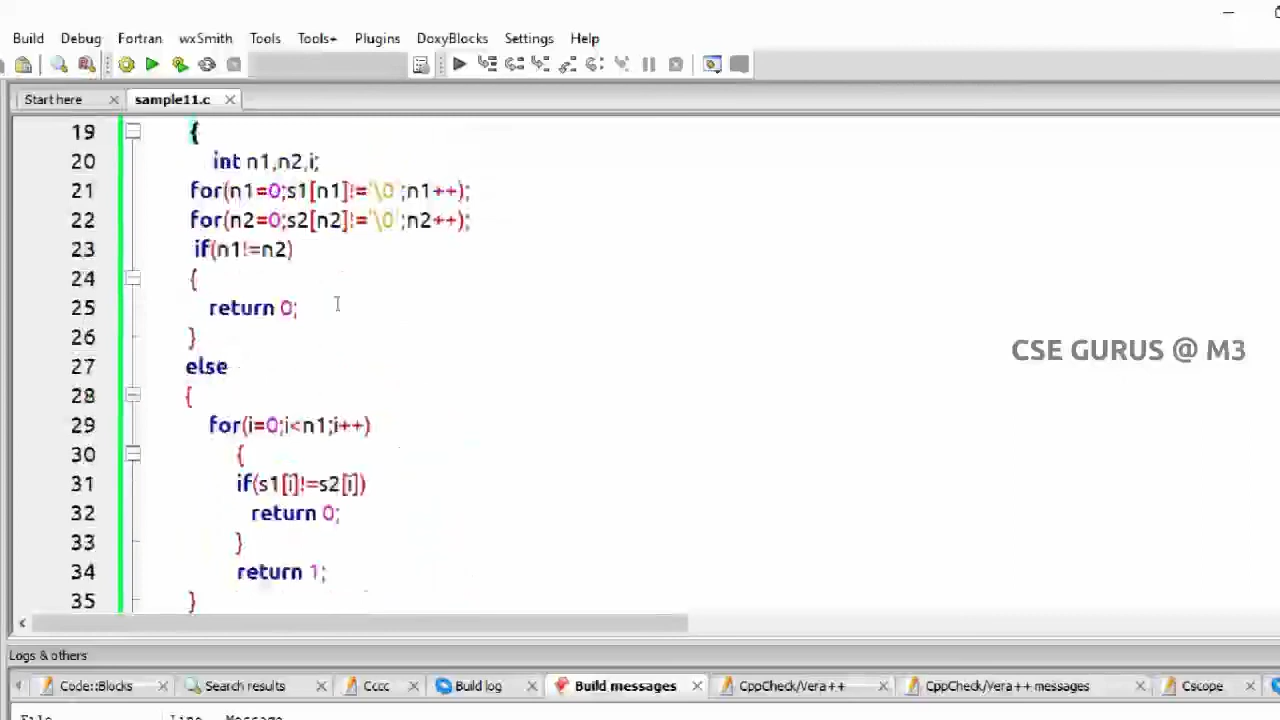 Build Debug Fortran wxSmith Tools Tools+ Plugins DoxyBlocks Settings Help
Start here sample11.c
19 {
20 int n1,n2,i;
21 for(n1=0;s1[n1]!='\0';n1++);
22 for(n2=0;s2[n2]!='\0';n2++);
23 if(n1!=n2)
24 {
25 return 0;
26 }
27 else
28 {
29 for(i=0;i<n1;i++)
30 {
31 if(s1[i]!=s2[i])
32 return 0;
33 }
34 return 1;
35 }
CSE GURUS @ M3
Logs & others
Code::Blocks Search results Cccc Build log Build messages CppCheck/Vera++ CppCheck/Vera++ messages Cscope
File Line Message